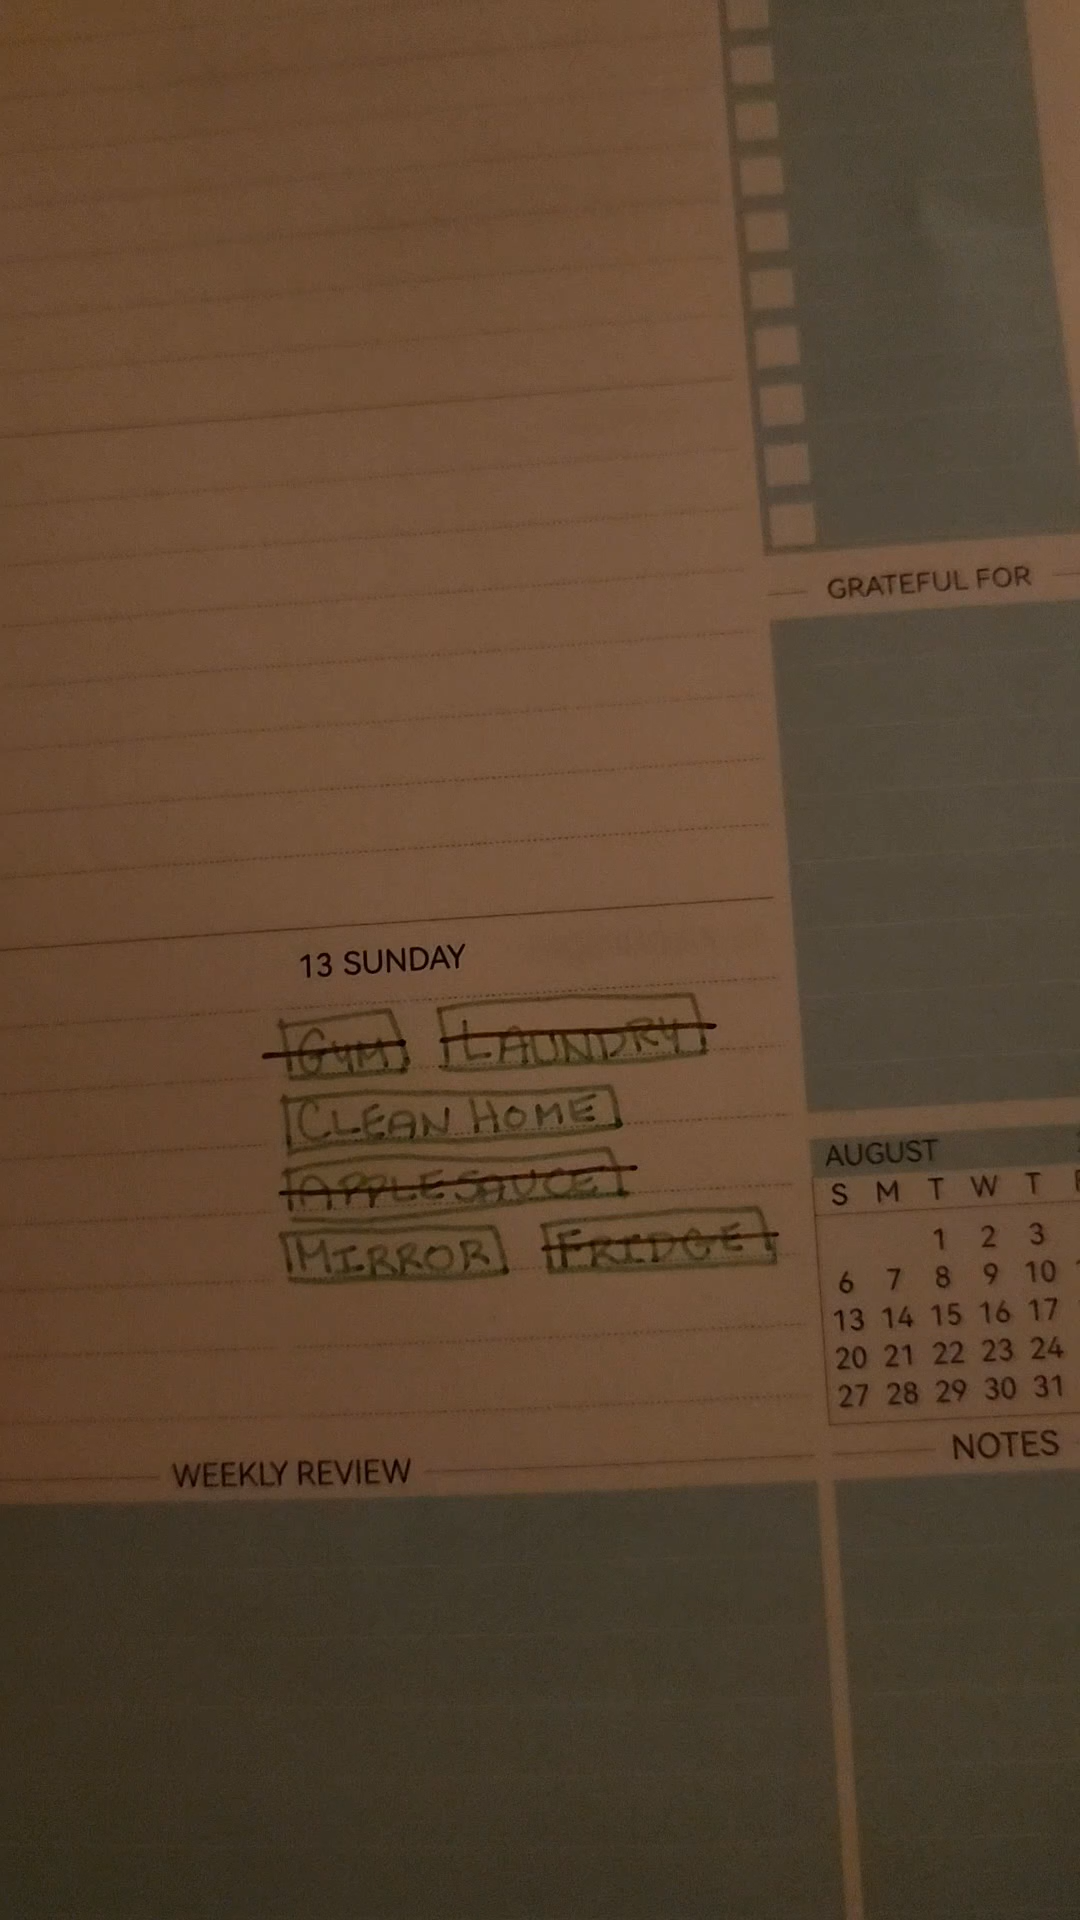 GRATEFUL FOR
13 SUNDAY
GYM LAUNDRY
CLEAN HOME
APPLESAUCE
MIRROR FRIDGE
AUGUST
S M T W T
1 2 3
6 7 8 9 10
13 14 15 16 17
20 21 22 23 24
27 28 29 30 31
WEEKLY REVIEW
NOTES